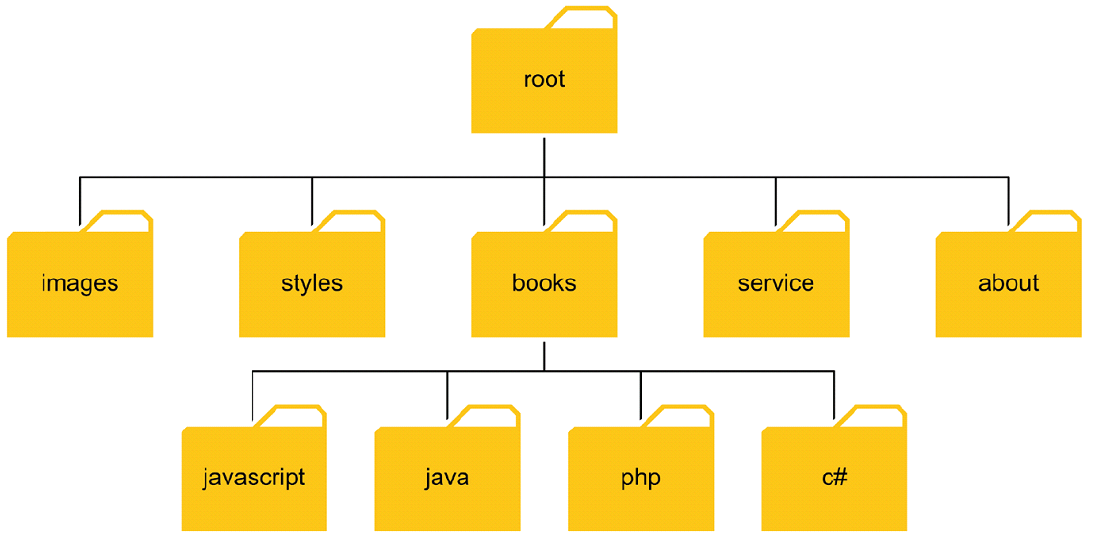 root
images
styles
books
service
about
javascript
java
php
c#